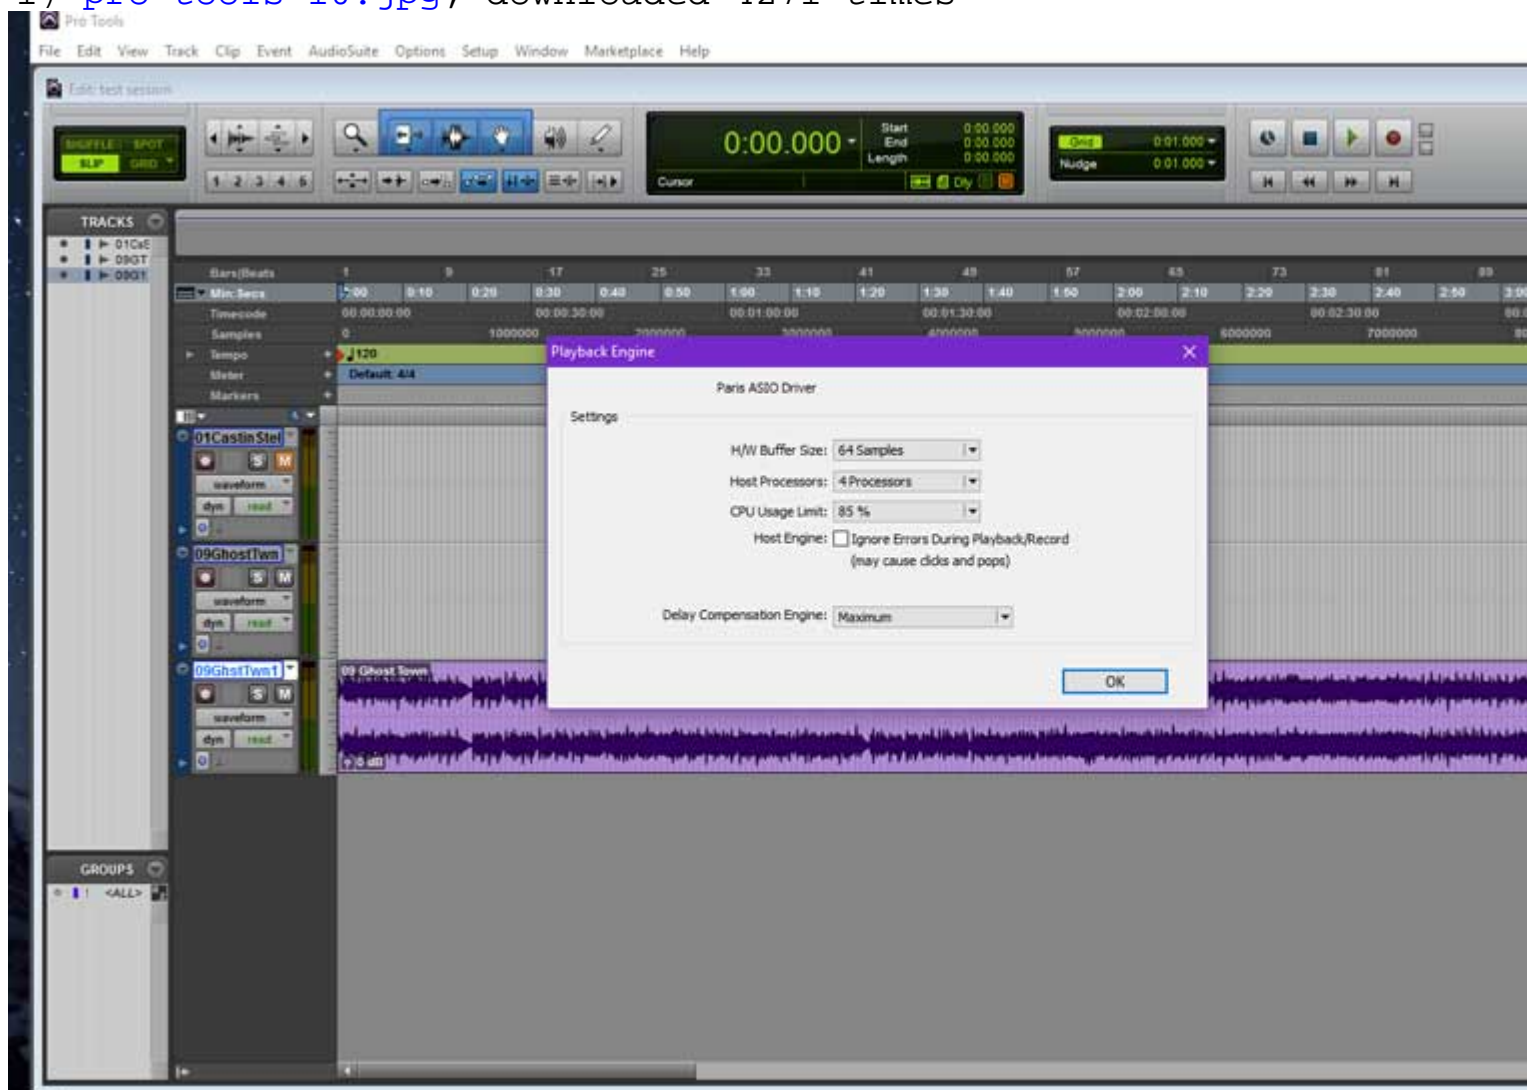 1) pro tools 10.jpg, downloaded 4271 times
Pro Tools
File Edit View Track Clip Event AudioSuite Options Setup Window Marketplace Help
Edit: test session
SHUFFLE SPOT
SLIP GRID
1 2 3 4 5
0:00.000
Start 0:00.000
End 0:00.000
Length 0:00.000
Cursor
Dly
Grid 0:01.000
Nudge 0:01.000
TRACKS
01CaS
09GT
09GT
Bars|Beats 1 9 17 25 33 41 49 57 65 73 81 89
Min:Secs 0:00 0:10 0:20 0:30 0:40 0:50 1:00 1:10 1:20 1:30 1:40 1:50 2:00 2:10 2:20 2:30 2:40 2:50 3:00
Timecode 00:00:00:00 00:00:30:00 00:01:00:00 00:01:30:00 00:02:00:00 00:02:30:00
Samples 0 1000000 2000000 3000000 4000000 5000000 6000000 7000000
Tempo 120
Meter Default: 4/4
Markers
Playback Engine
Paris ASIO Driver
Settings
H/W Buffer Size: 64 Samples
Host Processors: 4 Processors
CPU Usage Limit: 85 %
Host Engine: Ignore Errors During Playback/Record
(may cause clicks and pops)
Delay Compensation Engine: Maximum
OK
01CastinStel
S M
waveform
dyn read
09GhostTwn
S M
waveform
dyn read
09GhstTwn1
S M
waveform
dyn read
09 Ghost Town
0 dB
GROUPS
! <ALL>